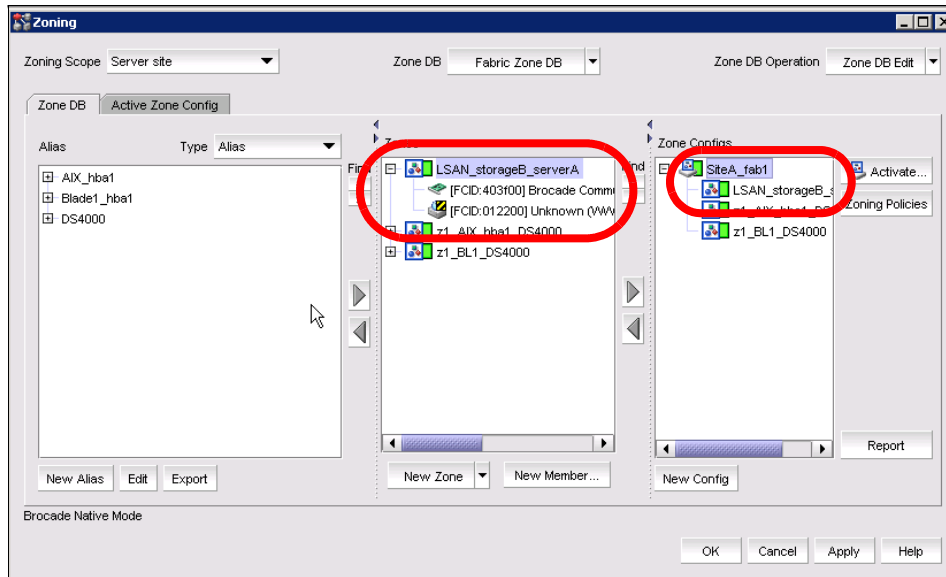 Zoning
Zoning Scope Server site Zone DB Fabric Zone DB Zone DB Operation Zone DB Edit
Zone DB Active Zone Config
Alias Type Alias
AIX_hba1
Blade1_hba1
DS4000
New Alias Edit Export
LSAN_storageB_serverA
[FCID:403f00] Brocade Comm
[FCID:012200] Unknown (WW
z1_AIX_hba1_DS4000
z1_BL1_DS4000
New Zone New Member...
Zone Configs
SiteA_fab1
LSAN_storageB_s
z1_AIX_hba1_DS
z1_BL1_DS4000
New Config
Activate...
Zoning Policies
Report
Brocade Native Mode
OK Cancel Apply Help